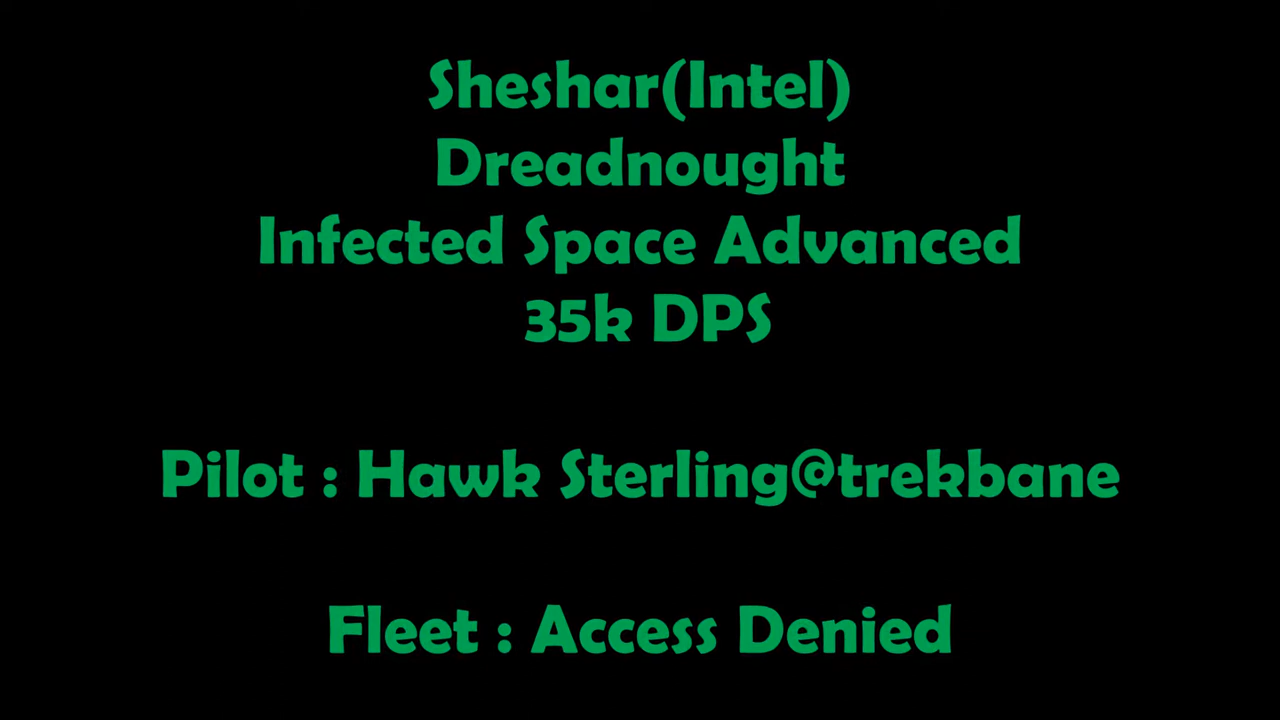 Sheshar(Intel)
Dreadnought
Infected Space Advanced
35k DPS
Pilot : Hawk Sterling@trekbane
Fleet : Access Denied